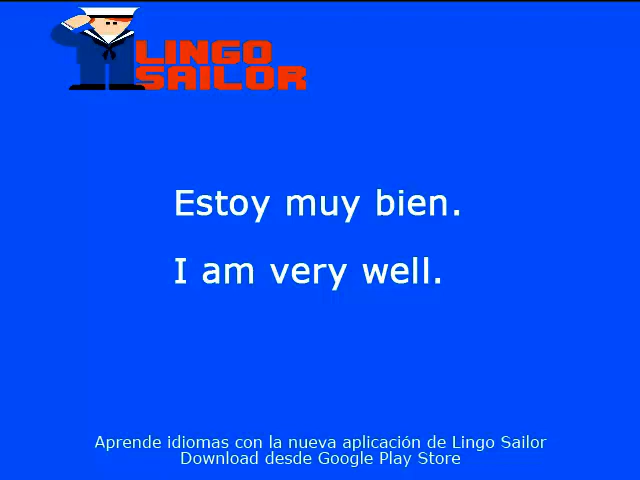 LINGO
SAILOR
Estoy muy bien.
I am very well.
Aprende idiomas con la nueva aplicación de Lingo Sailor
Download desde Google Play Store